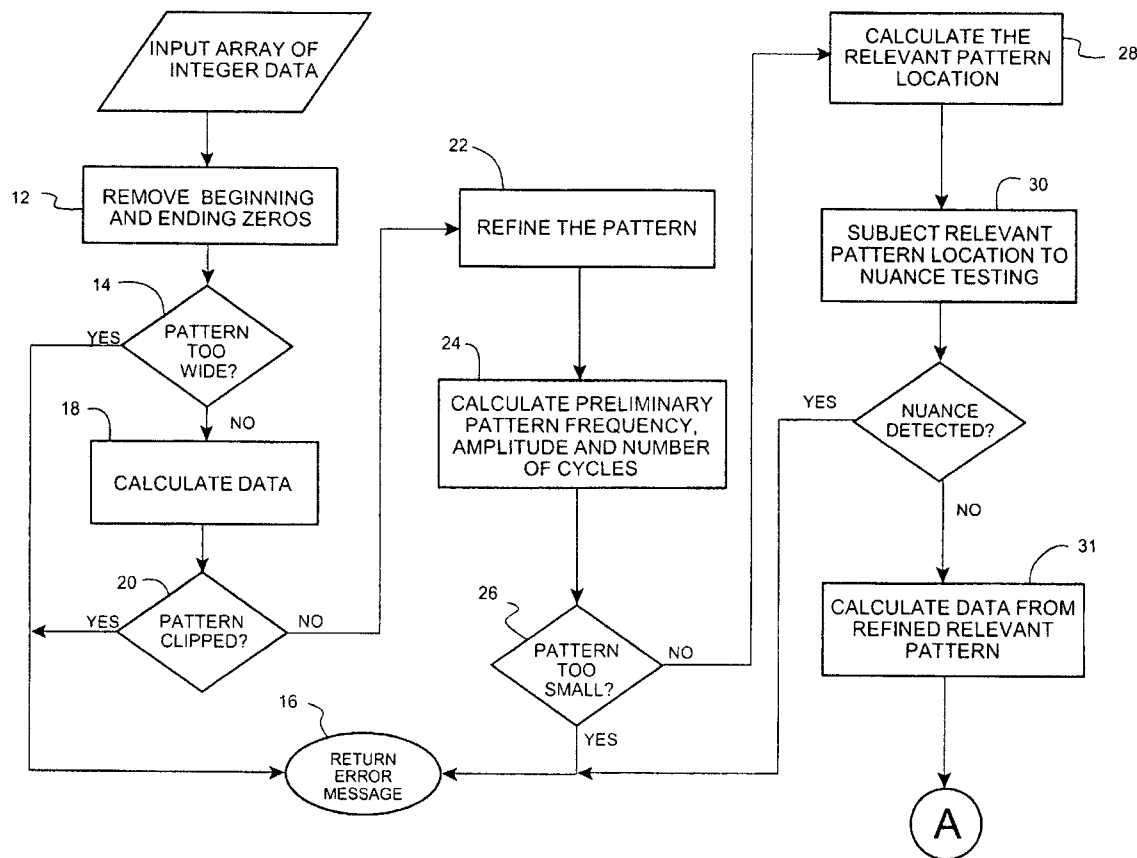 INPUT ARRAY OF
INTEGER DATA
12
REMOVE BEGINNING
AND ENDING ZEROS
14
YES
PATTERN
TOO
WIDE?
NO
18
CALCULATE DATA
20
YES
PATTERN
CLIPPED?
NO
16
RETURN
ERROR
MESSAGE
22
REFINE THE PATTERN
24
CALCULATE PRELIMINARY
PATTERN FREQUENCY,
AMPLITUDE AND NUMBER
OF CYCLES
26
PATTERN
TOO
SMALL?
NO
YES
CALCULATE THE
RELEVANT PATTERN
LOCATION
28
30
SUBJECT RELEVANT
PATTERN LOCATION TO
NUANCE TESTING
YES
NUANCE
DETECTED?
NO
31
CALCULATE DATA FROM
REFINED RELEVANT
PATTERN
A